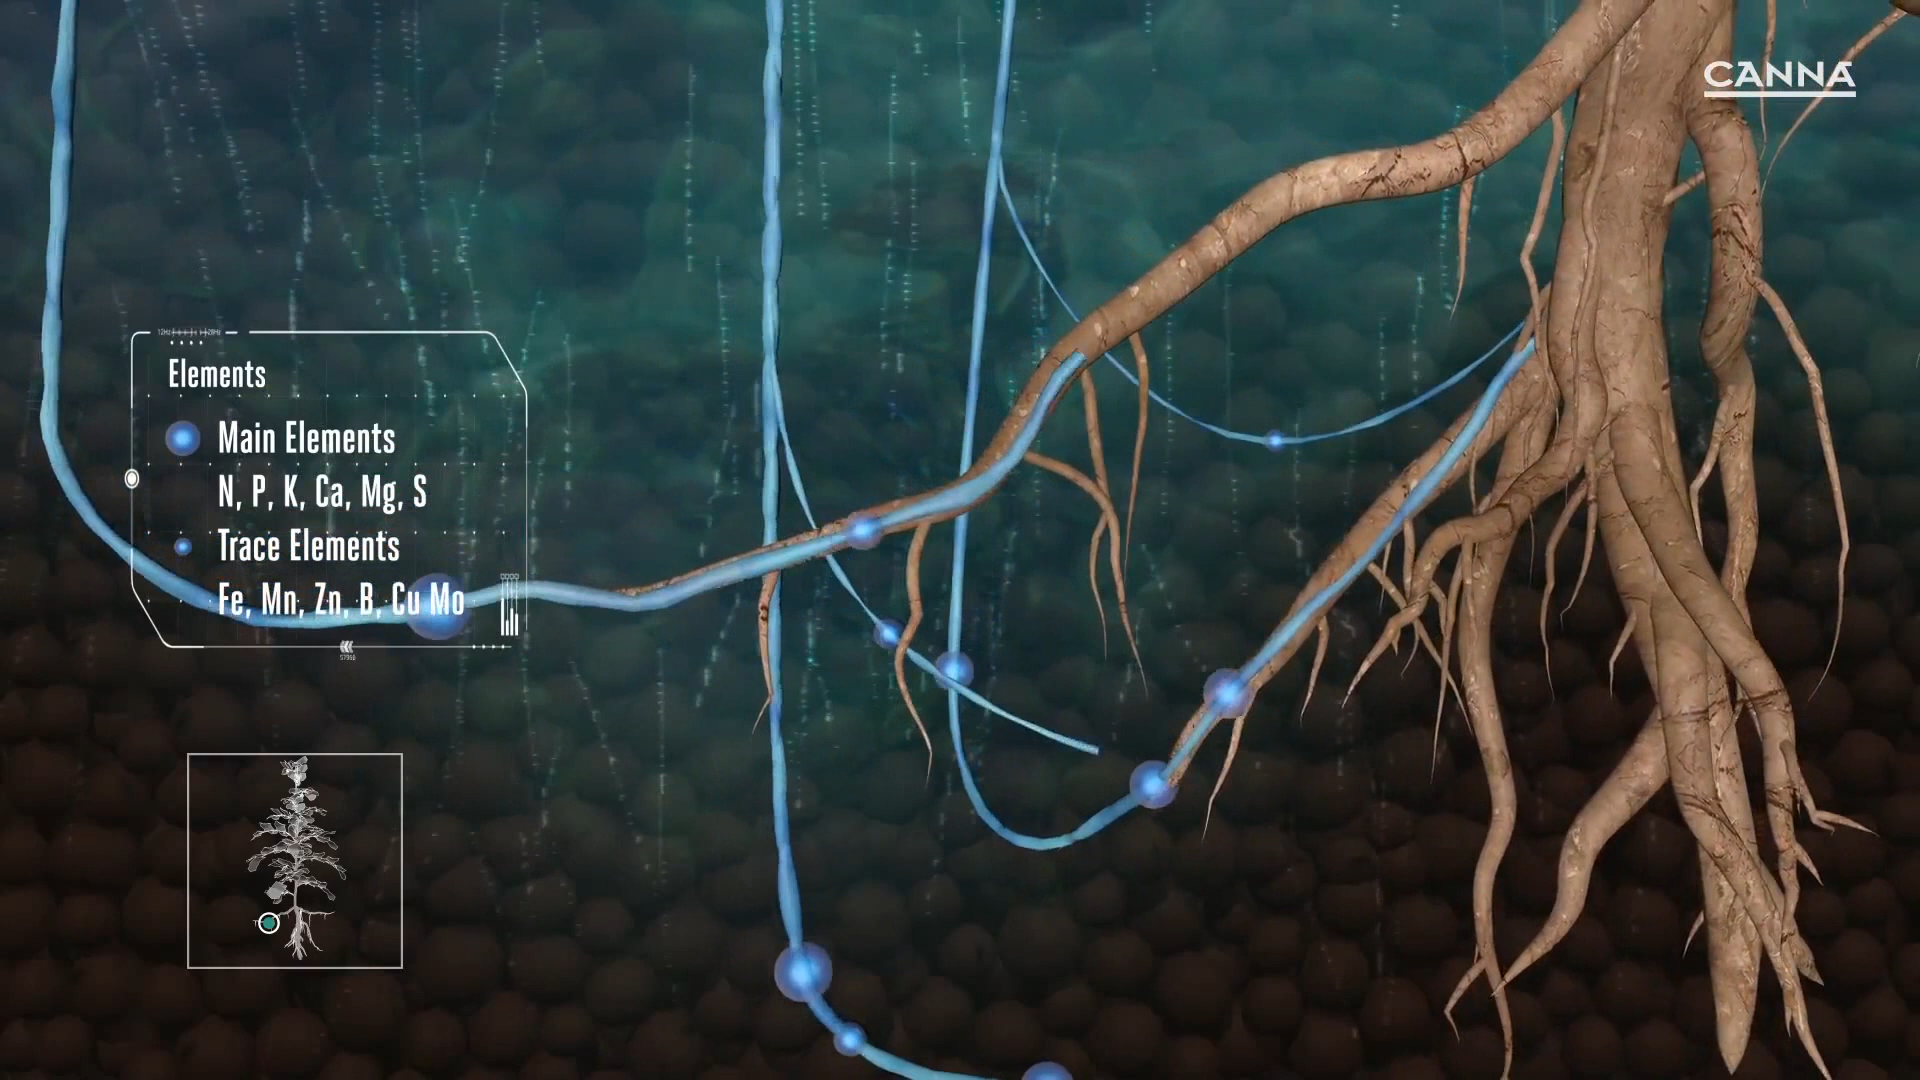 CANNA
Elements
Main Elements
N, P, K, Ca, Mg, S
Trace Elements
Fe, Mn, Zn, B, Cu Mo